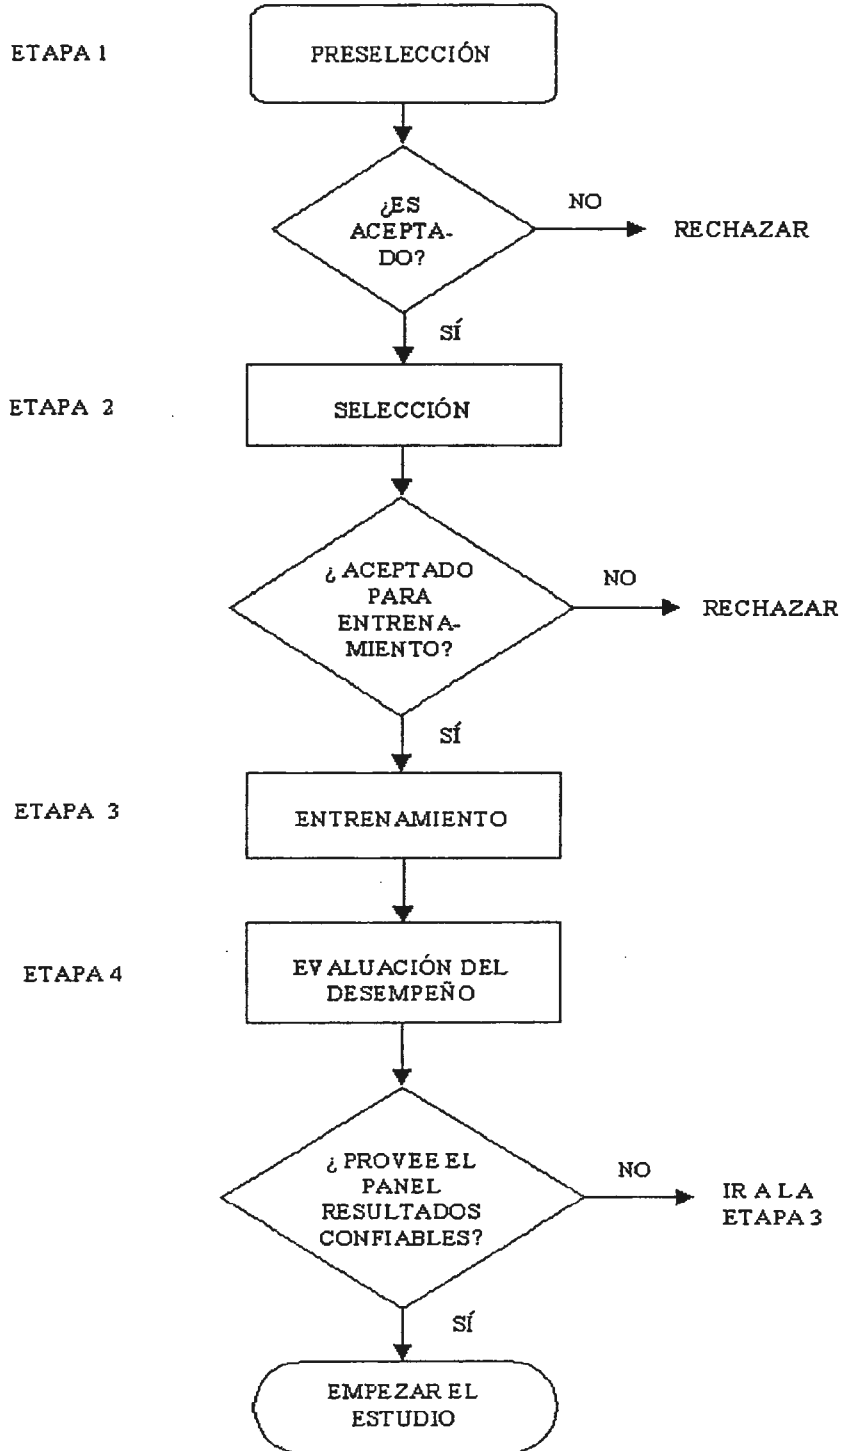 ETAPA 1
PRESELECCIÓN
¿ES
ACEPTA-
DO?
NO
RECHAZAR
SÍ
ETAPA 2
SELECCIÓN
¿ACEPTADO
PARA
ENTRENA-
MIENTO?
NO
RECHAZAR
SÍ
ETAPA 3
ENTRENAMIENTO
ETAPA 4
EVALUACIÓN DEL
DESEMPEÑO
¿PROVEE EL
PANEL
RESULTADOS
CONFIABLES?
NO
IR A LA
ETAPA 3
SÍ
EMPEZAR EL
ESTUDIO